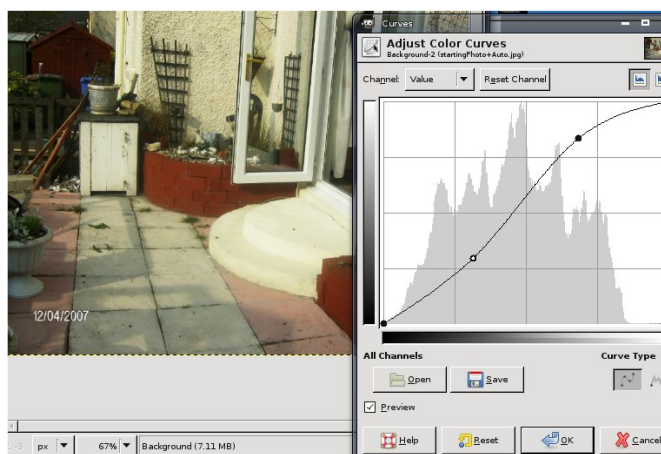 Curves
Adjust Color Curves
Background-2 (startingPhoto+Auto.jpg)
Channel: Value Reset Channel
12/04/2007
All Channels Curve Type
Open Save
Preview
px 67% Background (7.11 MB)
Help Reset OK Cancel